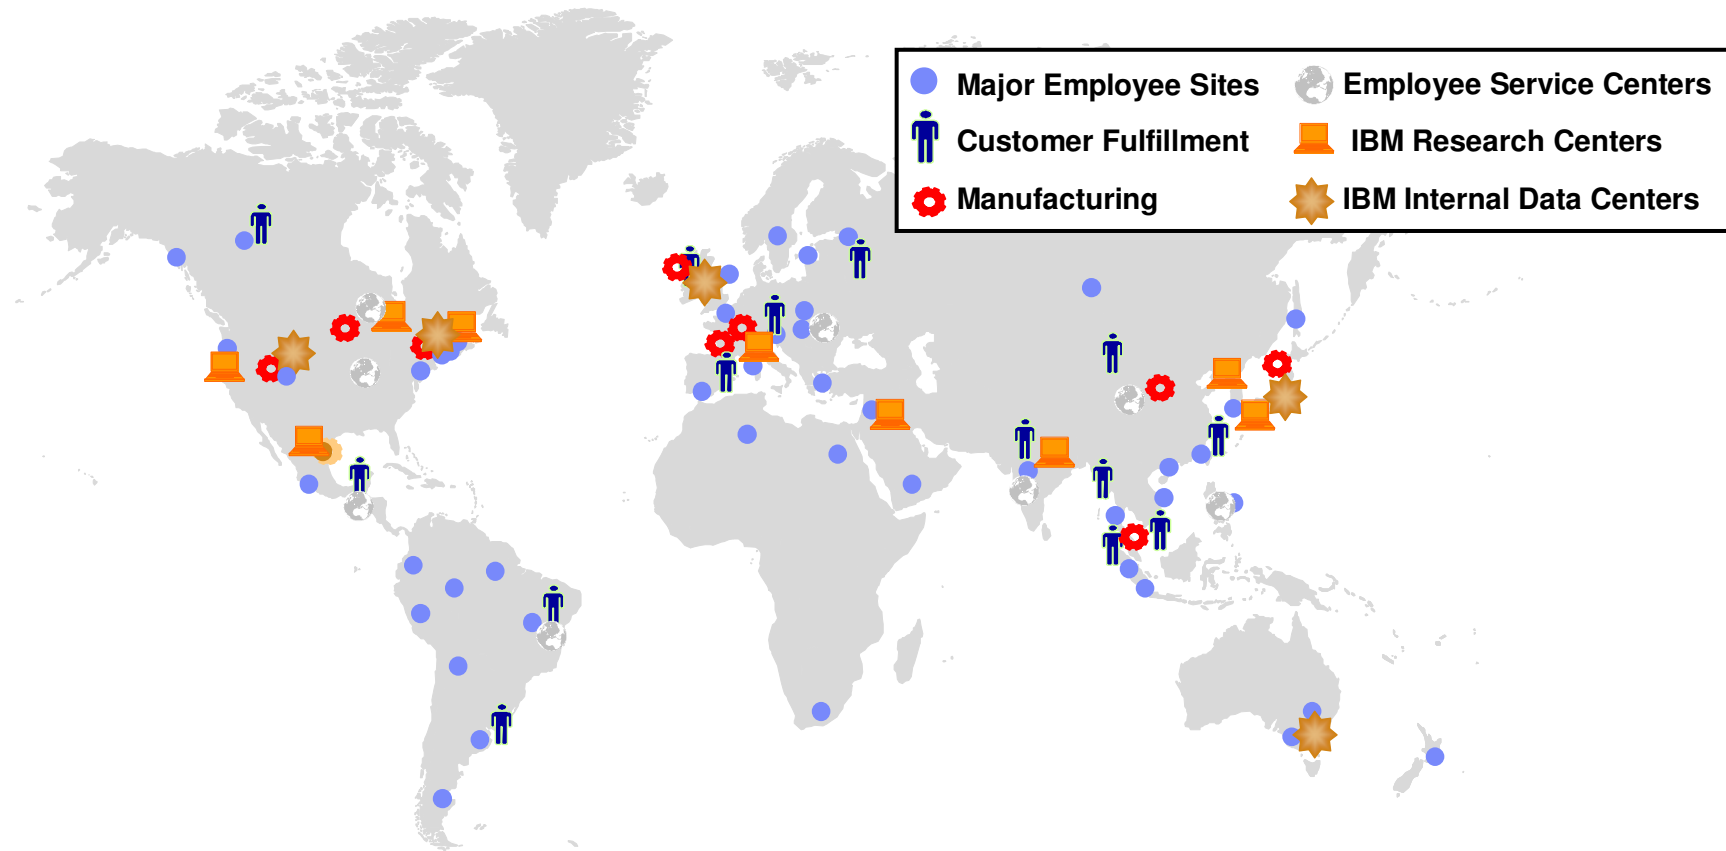 Major Employee Sites
Employee Service Centers
Customer Fulfillment
IBM Research Centers
Manufacturing
IBM Internal Data Centers